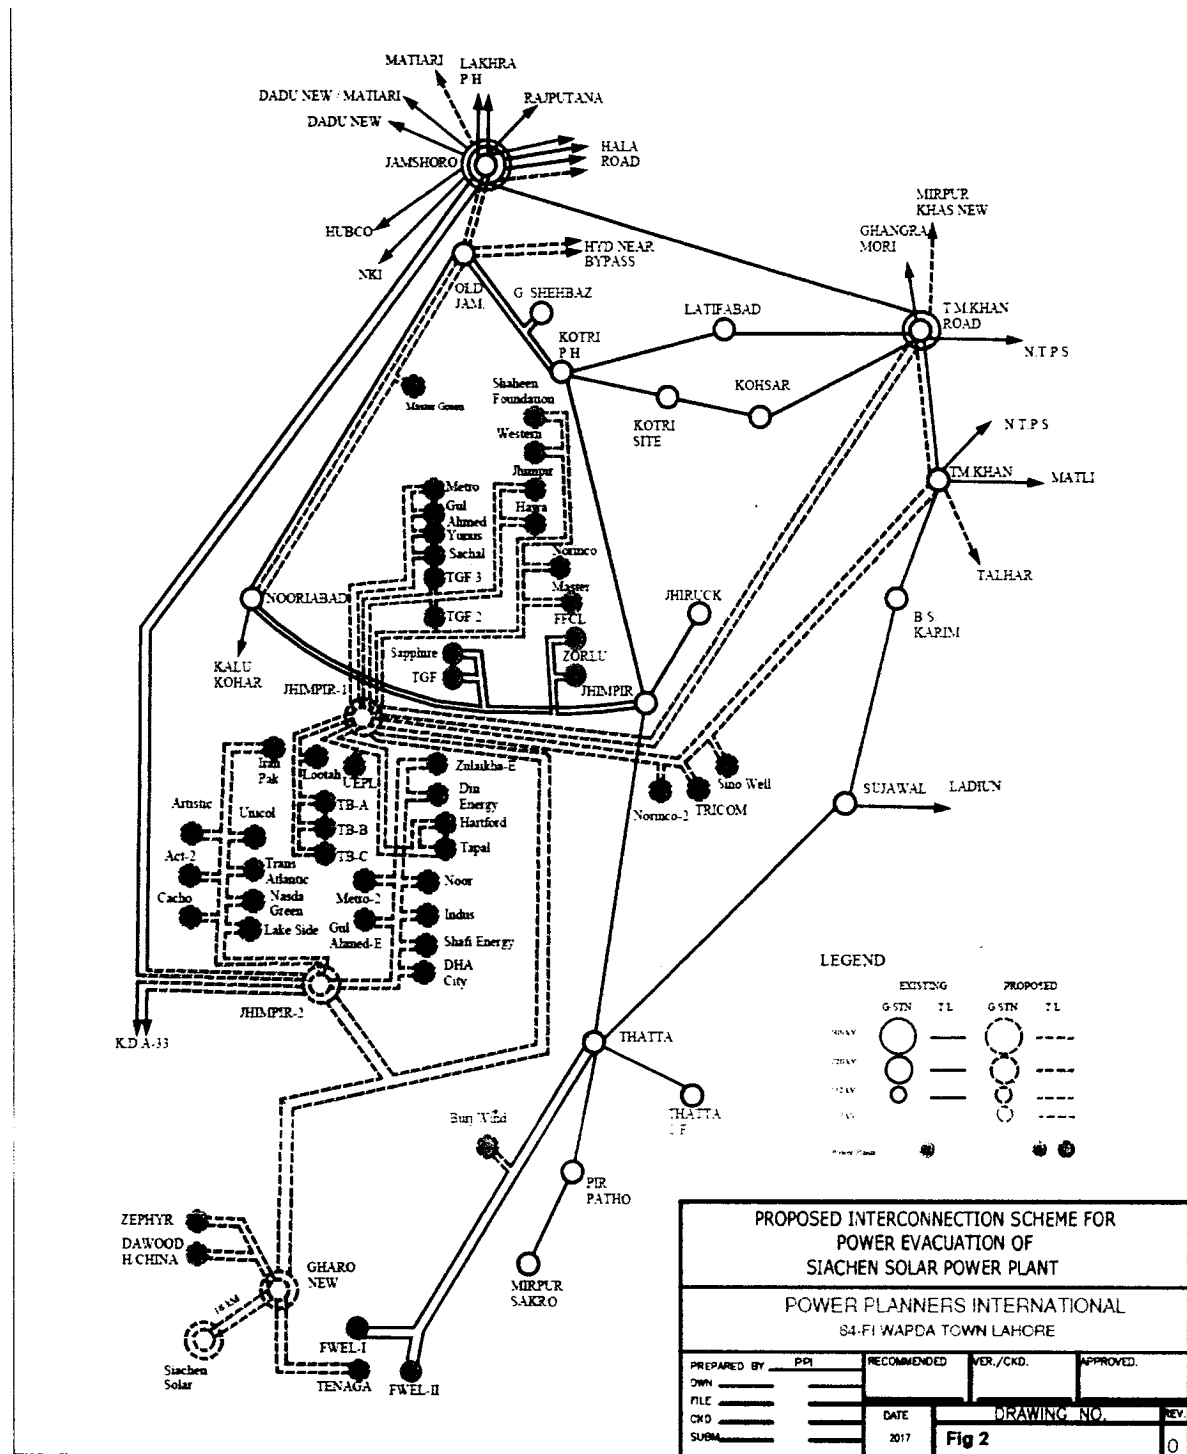 MATIARI
LAKHRA
P H
DADU NEW / MATIARI
RAJPUTANA
DADU NEW
JAMSHORO
HALA
ROAD
MIRPUR
KHAS NEW
GHANGRA
MORI
HUBCO
NKI
HYD NEAR
BYPASS
OLD
JAM.
G. SHEHBAZ
LATIFABAD
T.M.KHAN
ROAD
KOTRI
P.H
N.T.P.S
Shaheen
Foundation
KOHSAR
Master Green
KOTRI
SITE
Western
N.T.P.S
Jhimpir
T.M.KHAN
MATLI
Metro
Gul
Ahmed
Hawa
Yunus
Sachal
Norinco
TGF 3
TALHAR
Master
NOORIABAD
JHIRUCK
TGF 2
FFCL
B.S.
KARIM
Sapphire
ZORLU
KALU
KOHAR
TGF
JHIMPIR-1
JHIMPIR
Iran
Pak
Lootah
UEPL
Zulaikha-E
Sino Well
Artistic
Unicol
TB-A
Din
Energy
Norinco-2
TRICOM
SUJAWAL
LADIUN
TB-B
Hartford
Act-2
TB-C
Tapal
Trans
Atlantic
Cacho
Nasda
Green
Metro-2
Noor
Lake Side
Gul
Ahmed-E
Indus
Shafi Energy
DHA
City
JHIMPIR-2
K.D.A-33
LEGEND
EXISTING
PROPOSED
G.STN
T.L
G.STN
T.L
THATTA
Burj Wind
THATTA
PIR
PATHO
ZEPHYR
DAWOOD
H.CHINA
GHARO
NEW
MIRPUR
SAKRO
18 KM
Siachen
Solar
FWEL-I
TENAGA
FWEL-II
PROPOSED INTERCONNECTION SCHEME FOR
POWER EVACUATION OF
SIACHEN SOLAR POWER PLANT
POWER PLANNERS INTERNATIONAL
64-F1 WAPDA TOWN LAHORE
PREPARED BY PPI
RECOMMENDED
VER./CKD.
APPROVED.
DWN
FILE
CKD
SUBM
DATE
2017
DRAWING NO.
Fig 2
REV.
0